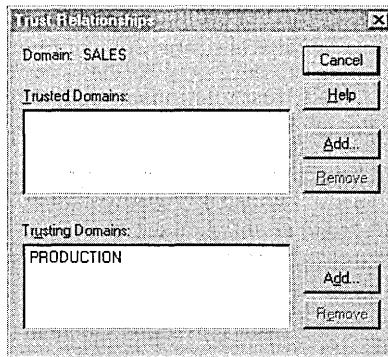 Trust Relationships
Domain: SALES
Cancel
Trusted Domains:
Help
Add...
Remove
Trusting Domains:
PRODUCTION
Add...
Remove